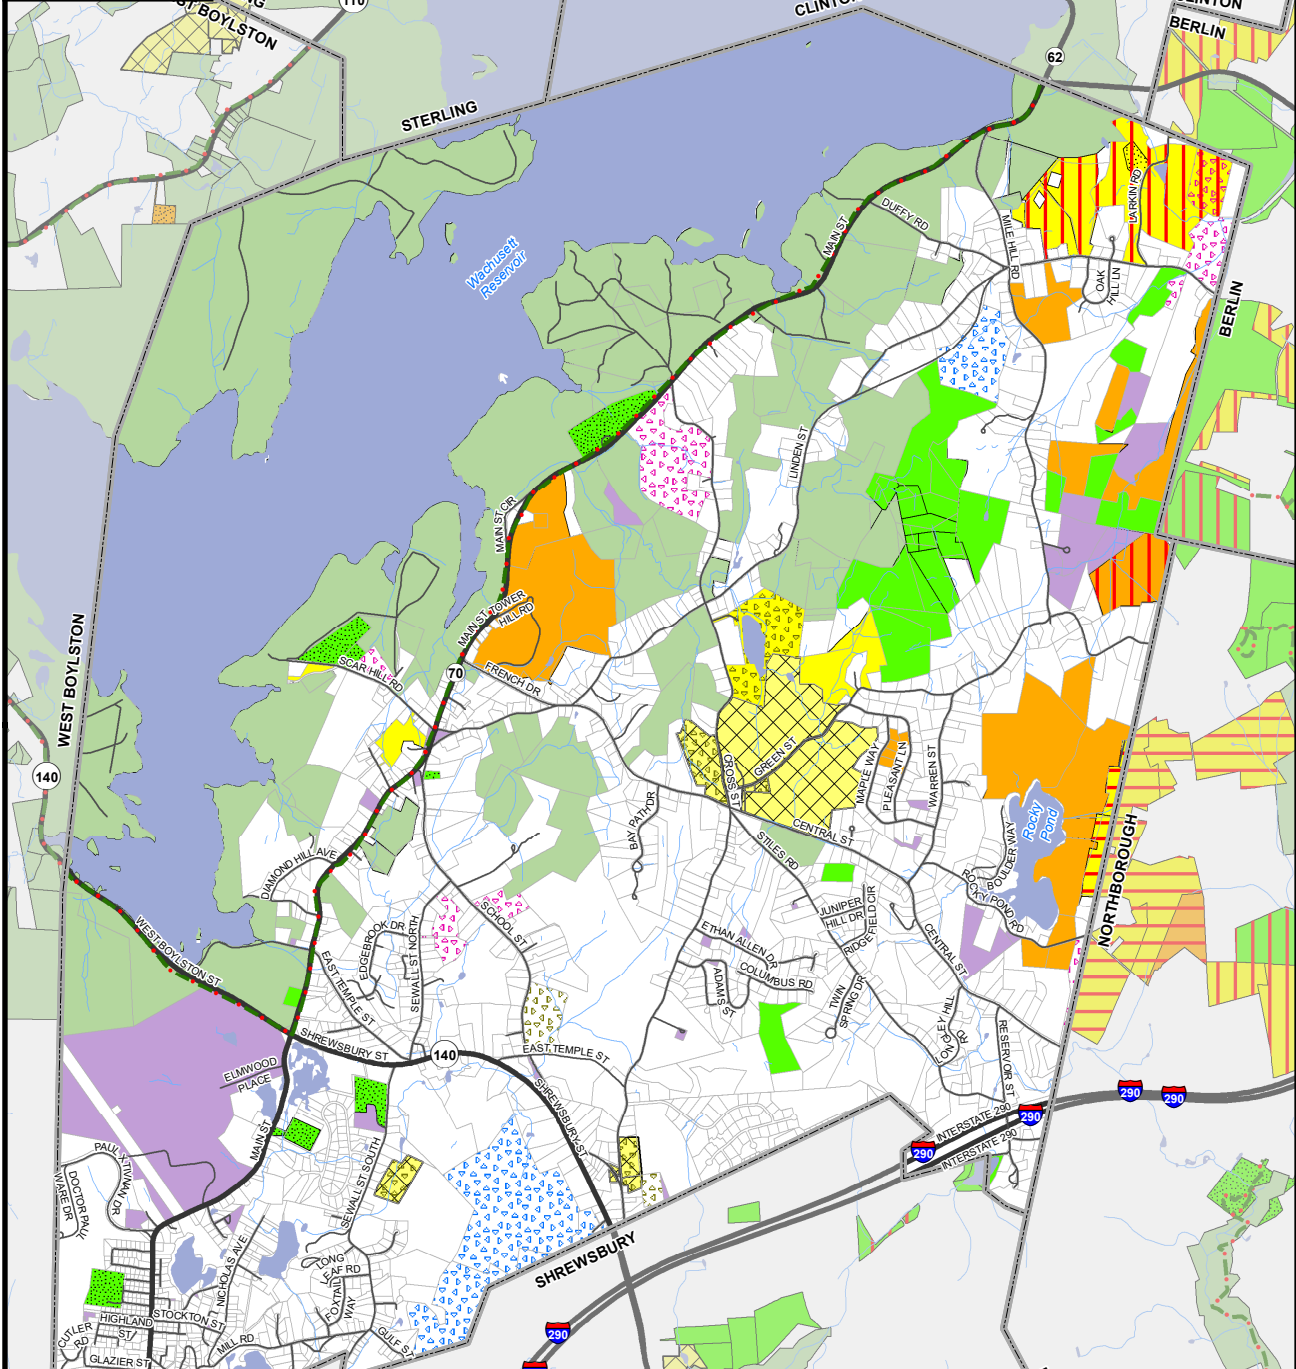 110
ST BOYLSTON
CLINTON
BERLIN
62
STERLING
Wachusett
Reservoir
MAIN ST
DUFFY RD
MILE HILL RD
LARKIN RD
OAK
HILL LN
BERLIN
LINDEN ST
MAIN ST CIR
MAIN ST
TOWER
HILL RD
FRENCH DR
SCAR HILL RD
70
WEST BOYLSTON
140
CROSS ST
GREEN ST
MAPLE WAY
PLEASANT LN
WARREN ST
Rocky
Pond
BOULDER WAY
ROCKY POND RD
NORTHBOROUGH
BAY PATH DR
CENTRAL ST
STILES RD
DIAMOND HILL AVE
SCHOOL ST
JUNIPER
HILL DR
RIDGEFIELD CIR
WEST BOYLSTON ST
EDGEBROOK DR
SEWALL ST NORTH
EAST TEMPLE ST
ETHAN ALLEN DR
COLUMBUS RD
ADAMS ST
TWIN
SPRING DR
CENTRAL ST
LONGLEY HILL
RD
RESERVOIR ST
SHREWSBURY ST
140
EAST TEMPLE ST
ELMWOOD
PLACE
SHREWSBURY ST
MAIN ST
INTERSTATE 290
INTERSTATE 290
290
290
290
290
PAUL X TIVNAN DR
DOCTOR PAUL
WARE DR
SEWALL ST SOUTH
SHREWSBURY
NICHOLAS AVE
LONG
LEAF RD
FOXTAIL
WAY
HIGHLAND
ST
STOCKTON ST
CUTLER
RD
MILL RD
GULF S
GLAZIER ST
290
290